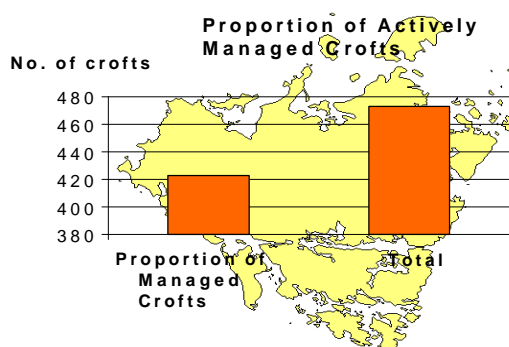 Proportion of Actively
Managed Crofts
No. of crofts
480
460
440
420
400
380
Proportion of
Managed
Crofts
Total